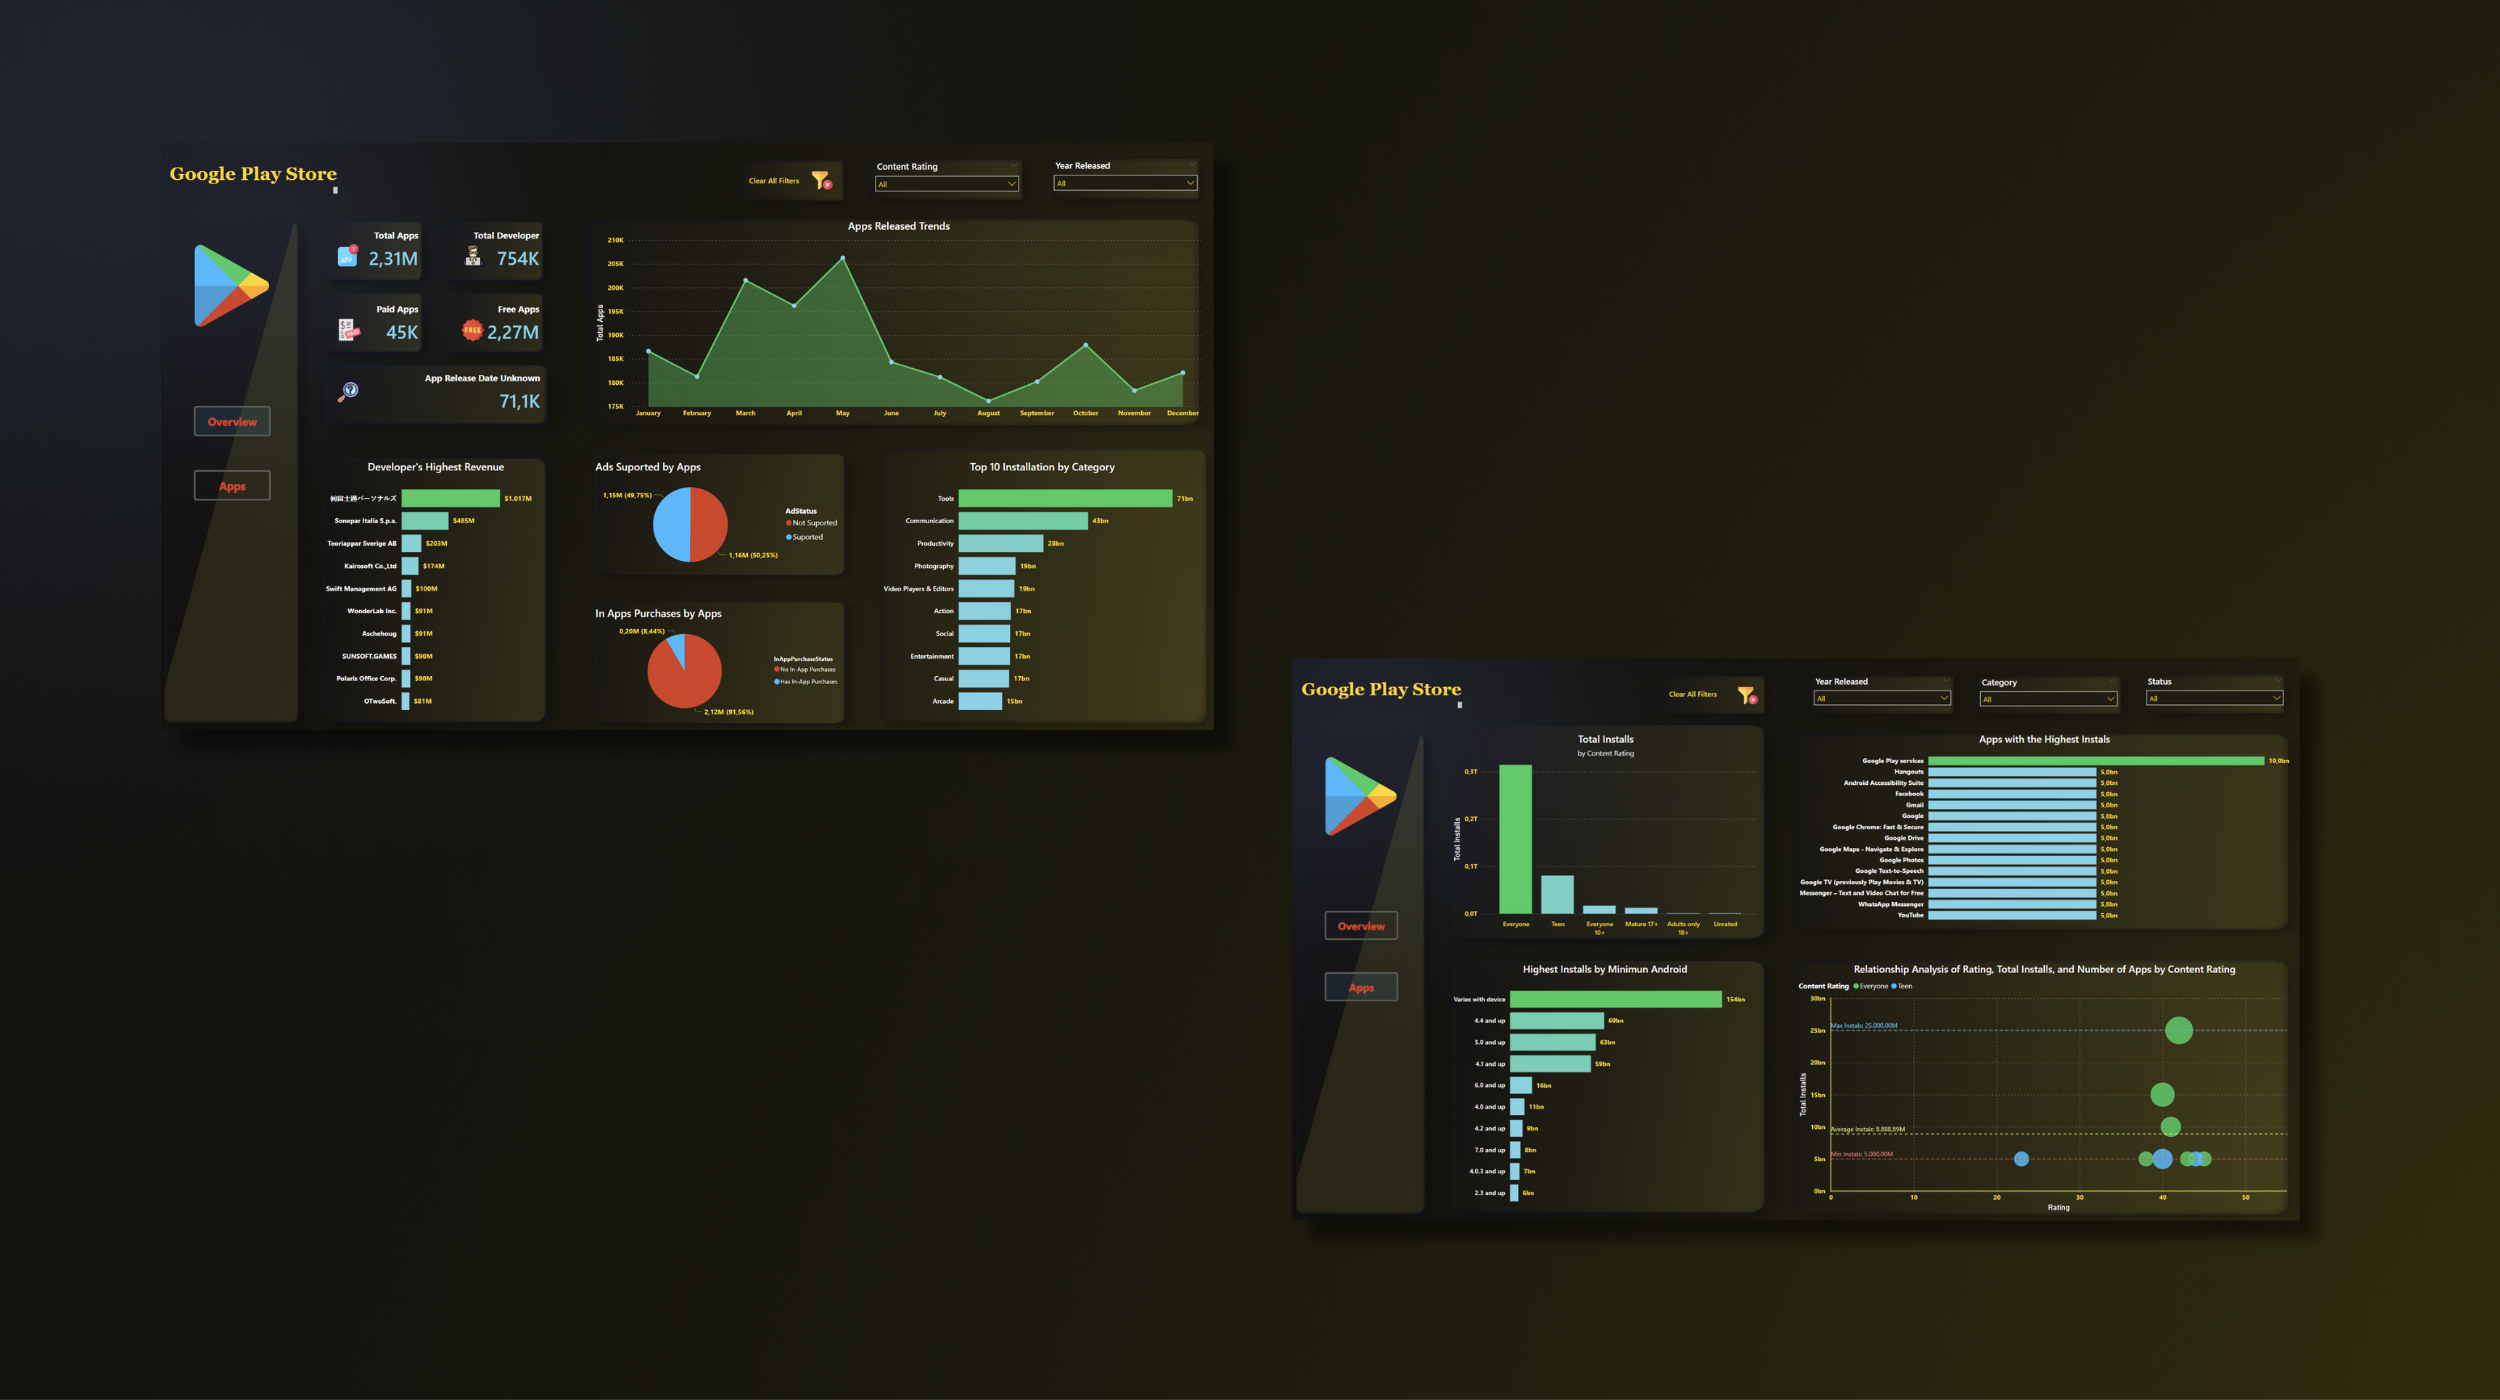 Google Play Store
Clear All Filters
Content Rating
All
Year Released
All
Total Apps
2,31M
Total Developer
754K
Paid Apps
45K
FREE
Free Apps
2,27M
App Release Date Unknown
71,1K
Overview
Apps
Apps Released Trends
Total Apps
210K
205K
200K
195K
190K
185K
180K
175K
January February March April May June July August September October November December
Developer's Highest Revenue
㈲富士通パーソナルズ $1.017M
Sonepar Italia S.p.a. $485M
Teoriappar Sverige AB $203M
Kairosoft Co.,Ltd $174M
Swift Management AG $100M
WonderLab Inc. $91M
Aschehoug $91M
SUNSOFT.GAMES $90M
Polaris Office Corp. $90M
OTwoSoft. $81M
Ads Suported by Apps
1,15M (49,75%)
1,16M (50,25%)
AdStatus
Not Suported
Suported
In Apps Purchases by Apps
0,20M (8,44%)
2,12M (91,56%)
InAppPurchaseStatus
No In-App Purchases
Has In-App Purchases
Top 10 Installation by Category
Tools 71bn
Communication 43bn
Productivity 28bn
Photography 19bn
Video Players & Editors 19bn
Action 17bn
Social 17bn
Entertainment 17bn
Casual 17bn
Arcade 15bn
Google Play Store
Clear All Filters
Year Released
All
Category
All
Status
All
Overview
Apps
Total Installs
by Content Rating
Total Installs
0,3T
0,2T
0,1T
0,0T
Everyone Teen Everyone 10+ Mature 17+ Adults only 18+ Unrated
Apps with the Highest Instals
Google Play services 10,0bn
Hangouts 5,0bn
Android Accessibility Suite 5,0bn
Facebook 5,0bn
Gmail 5,0bn
Google 5,0bn
Google Chrome: Fast & Secure 5,0bn
Google Drive 5,0bn
Google Maps - Navigate & Explore 5,0bn
Google Photos 5,0bn
Google Text-to-Speech 5,0bn
Google TV (previously Play Movies & TV) 5,0bn
Messenger – Text and Video Chat for Free 5,0bn
WhatsApp Messenger 5,0bn
YouTube 5,0bn
Highest Installs by Minimun Android
Varies with device 154bn
4.4 and up 69bn
5.0 and up 63bn
4.1 and up 59bn
6.0 and up 16bn
4.0 and up 11bn
4.2 and up 9bn
7.0 and up 8bn
4.0.3 and up 7bn
2.3 and up 6bn
Relationship Analysis of Rating, Total Installs, and Number of Apps by Content Rating
Content Rating Everyone Teen
Total Installs
30bn
25bn
20bn
15bn
10bn
5bn
0bn
Max Instals: 25.000,00M
Average Instals: 8.888,89M
Min Instals: 5.000,00M
0 10 20 30 40 50
Rating